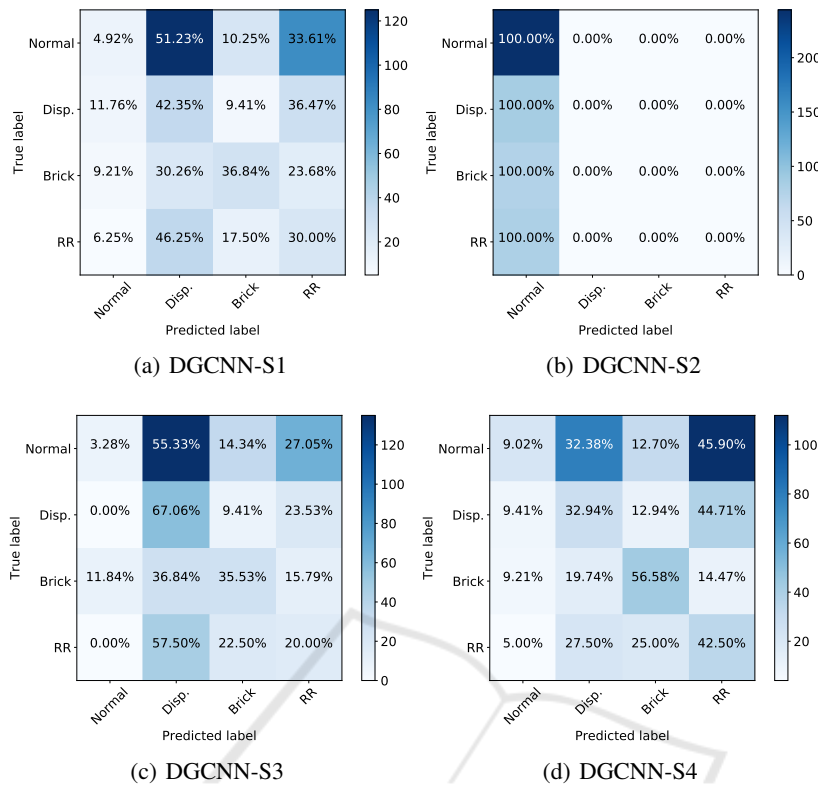 Normal 4.92% 51.23% 10.25% 33.61%
Disp. 11.76% 42.35% 9.41% 36.47%
Brick 9.21% 30.26% 36.84% 23.68%
RR 6.25% 46.25% 17.50% 30.00%
True label
Normal Disp. Brick RR
Predicted label
120
100
80
60
40
20
(a) DGCNN-S1
Normal 100.00% 0.00% 0.00% 0.00%
Disp. 100.00% 0.00% 0.00% 0.00%
Brick 100.00% 0.00% 0.00% 0.00%
RR 100.00% 0.00% 0.00% 0.00%
True label
Normal Disp. Brick RR
Predicted label
200
150
100
50
0
(b) DGCNN-S2
Normal 3.28% 55.33% 14.34% 27.05%
Disp. 0.00% 67.06% 9.41% 23.53%
Brick 11.84% 36.84% 35.53% 15.79%
RR 0.00% 57.50% 22.50% 20.00%
True label
Normal Disp. Brick RR
Predicted label
120
100
80
60
40
20
0
(c) DGCNN-S3
Normal 9.02% 32.38% 12.70% 45.90%
Disp. 9.41% 32.94% 12.94% 44.71%
Brick 9.21% 19.74% 56.58% 14.47%
RR 5.00% 27.50% 25.00% 42.50%
True label
Normal Disp. Brick RR
Predicted label
100
80
60
40
20
(d) DGCNN-S4